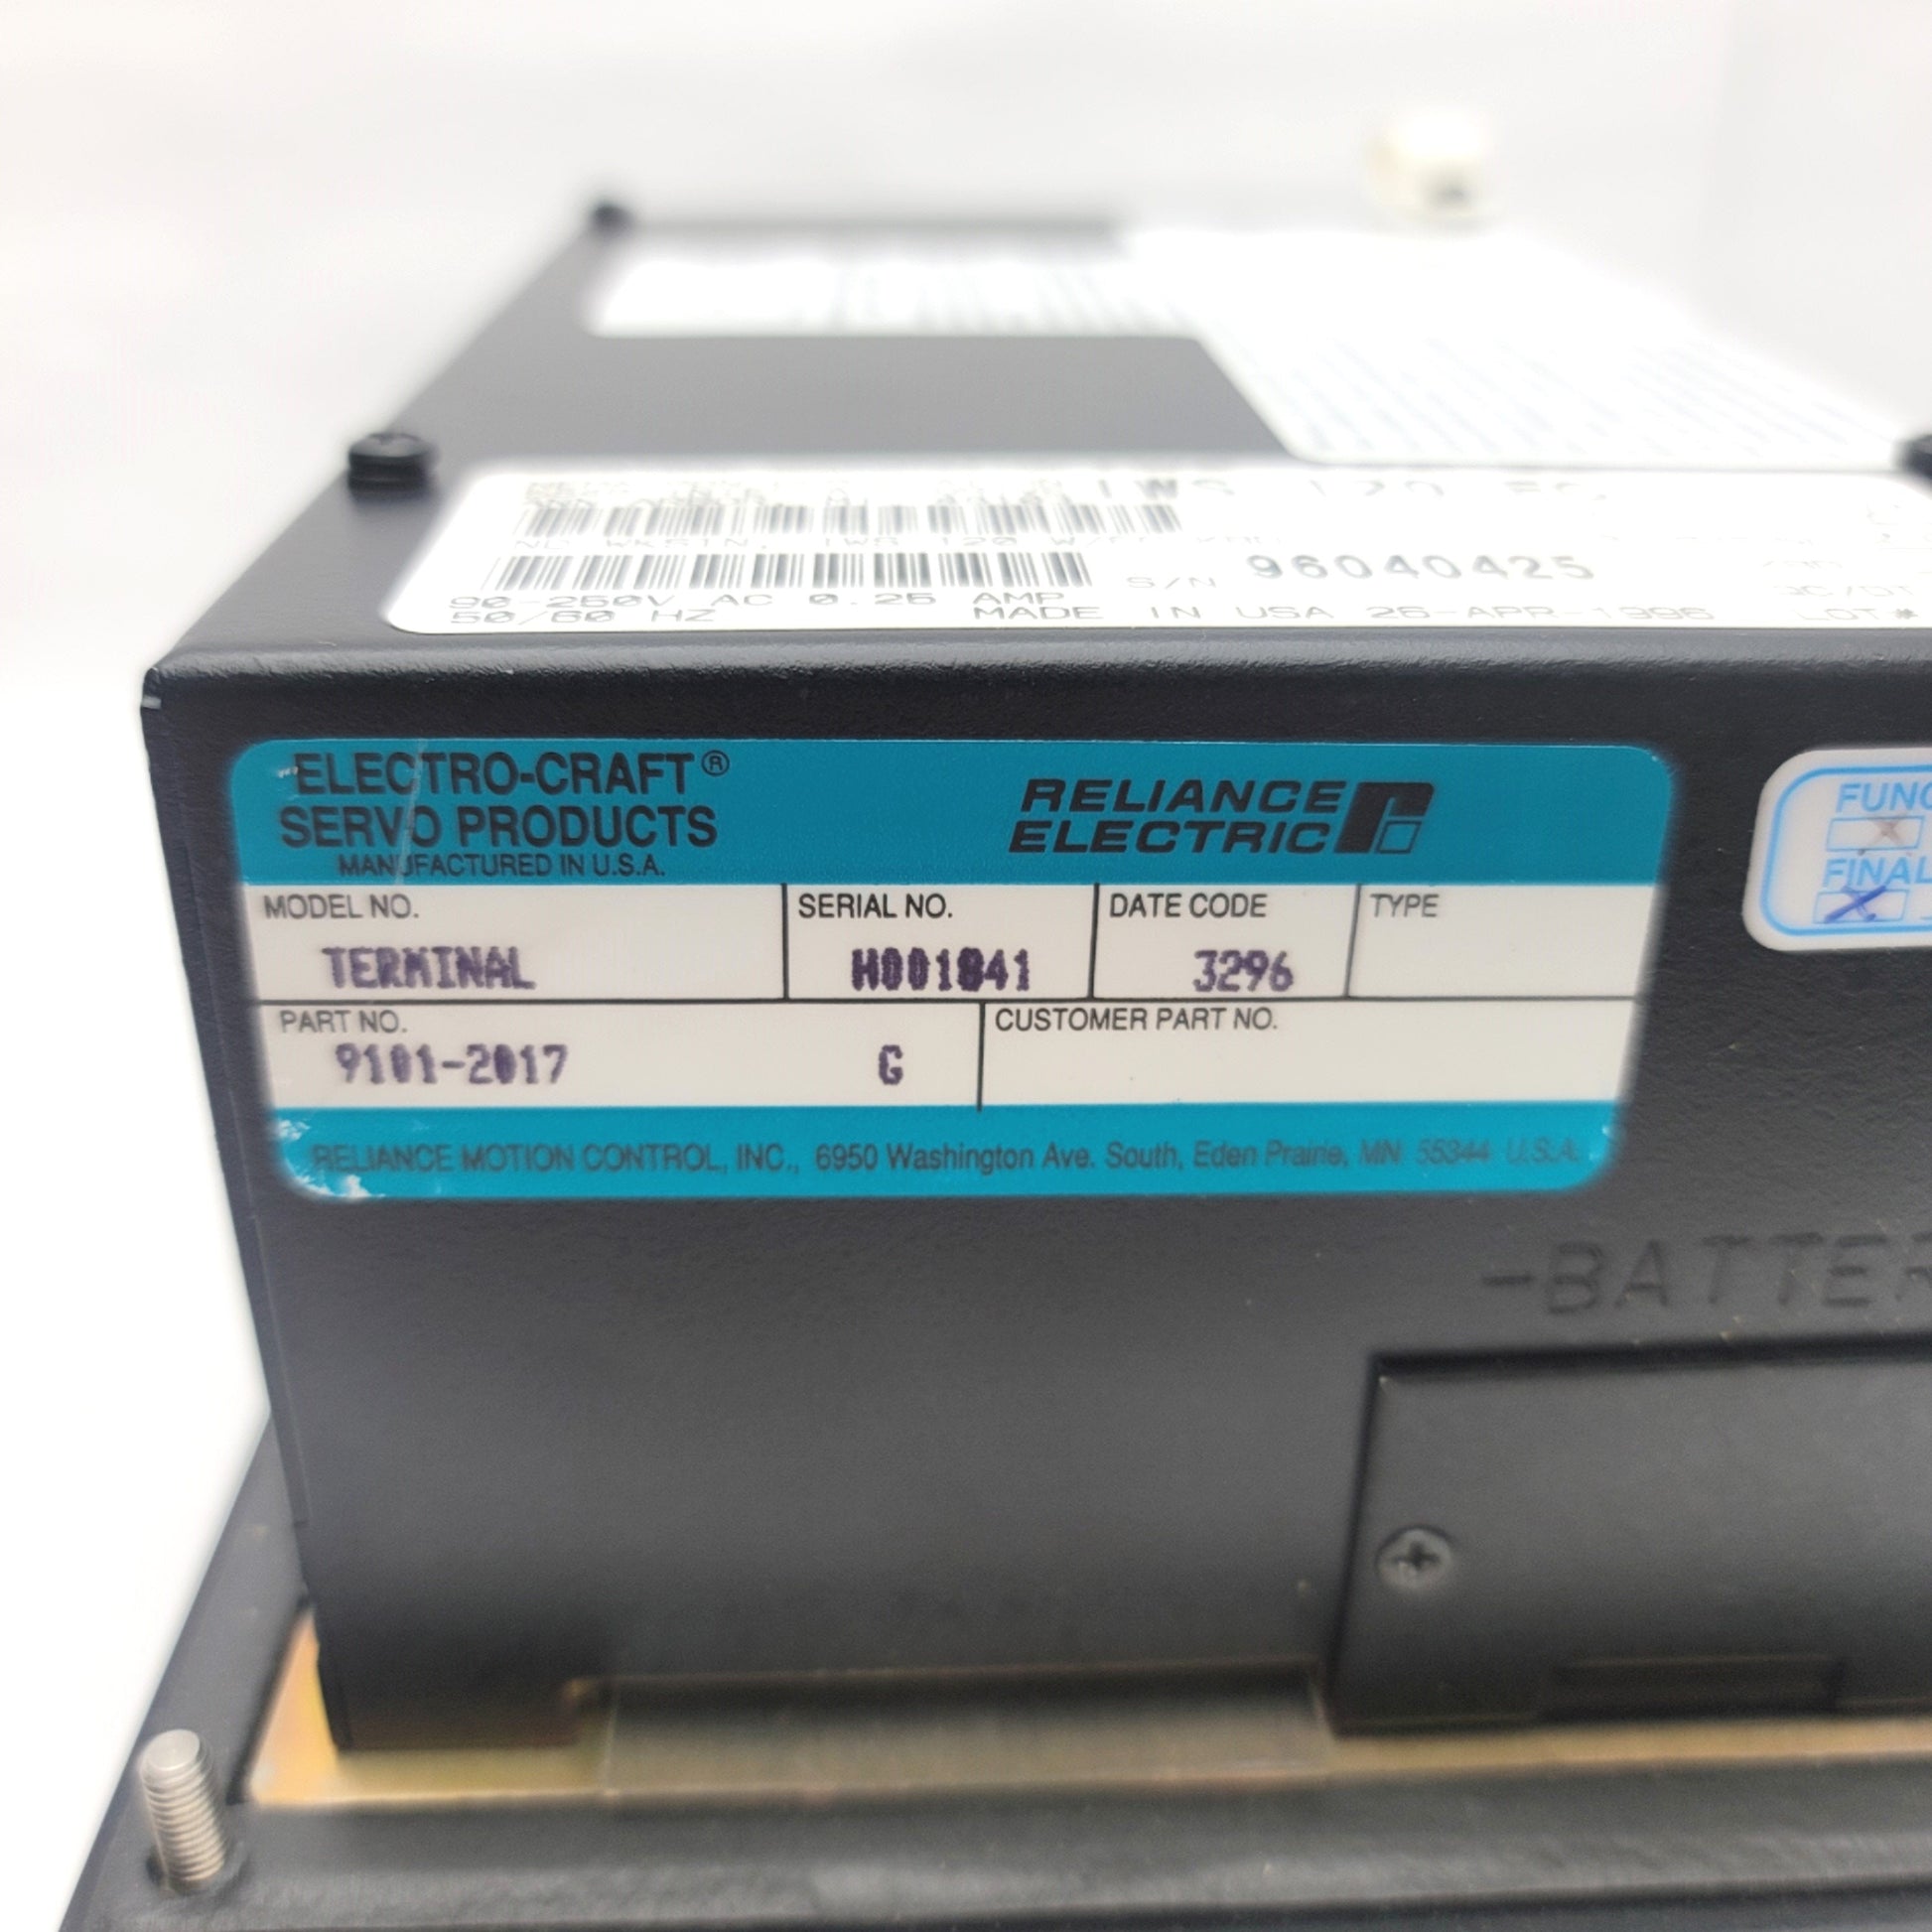 IWS 120
S/N 96040425
90-250V AC 0.25 AMP
50/60 HZ
MADE IN USA 26-APR-1996
LOT #
ELECTRO-CRAFT®
SERVO PRODUCTS
MANUFACTURED IN U.S.A.
RELIANCE
ELECTRIC
MODEL NO.
TERMINAL
SERIAL NO.
H001841
DATE CODE
3296
TYPE
PART NO.
9101-2017 G
CUSTOMER PART NO.
RELIANCE MOTION CONTROL, INC., 6950 Washington Ave. South, Eden Prairie, MN 55344 U.S.A.
FUNC
FINAL
-BATTER